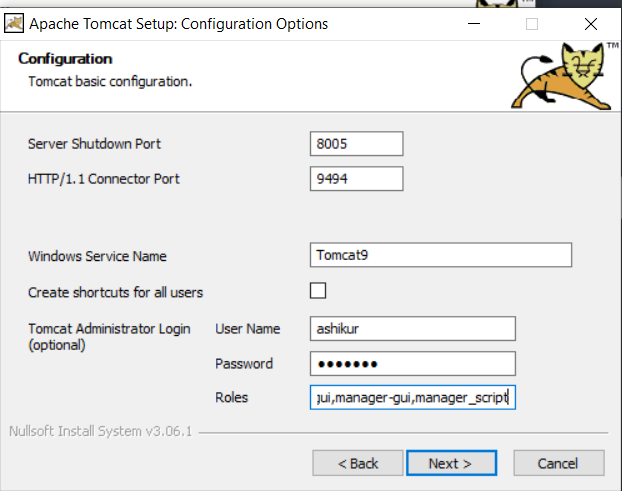 Apache Tomcat Setup: Configuration Options
Configuration
Tomcat basic configuration.
TM
Server Shutdown Port 8005
HTTP/1.1 Connector Port 9494
Windows Service Name Tomcat9
Create shortcuts for all users
Tomcat Administrator Login User Name ashikur
(optional)
Password •••••••
Roles gui,manager-gui,manager_script
Nullsoft Install System v3.06.1
< Back Next > Cancel